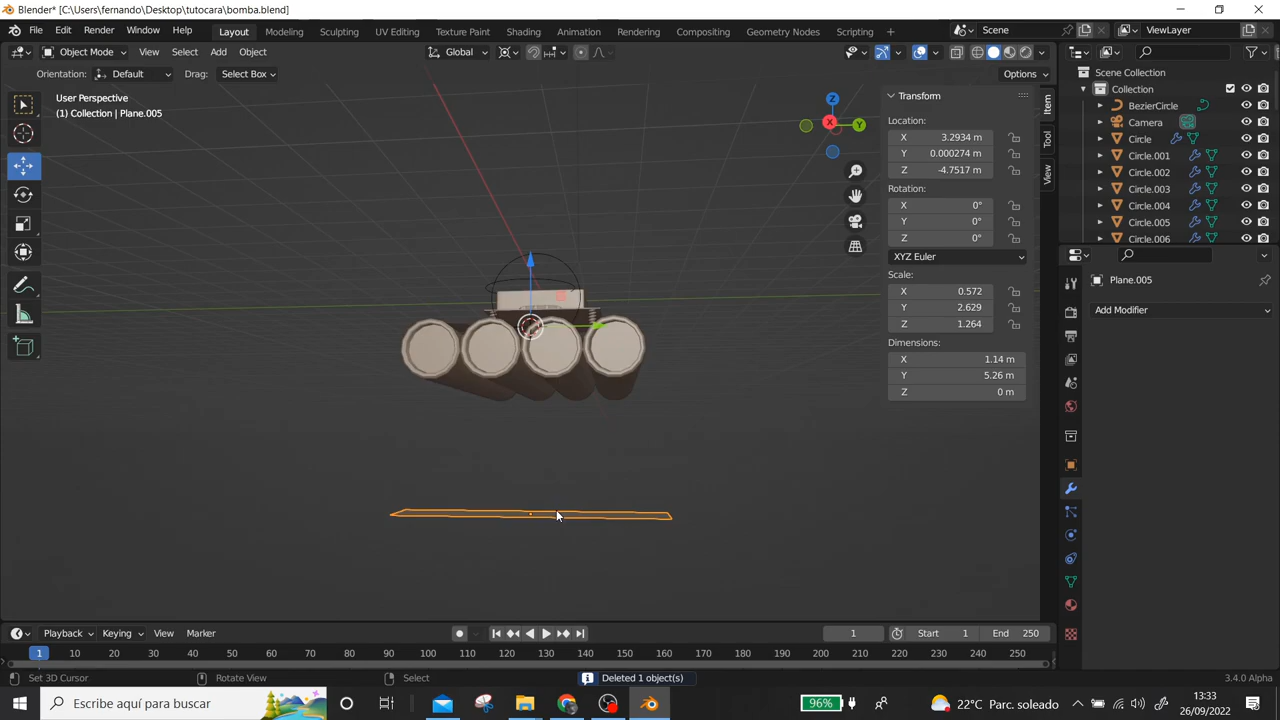 Blender* [C:\Users\fernando\Desktop\tutocara\bomba.blend]
File Edit Render Window Help Layout Modeling Sculpting UV Editing Texture Paint Shading Animation Rendering Compositing Geometry Nodes Scripting Scene ViewLayer
Object Mode View Select Add Object Global
Orientation: Default Drag: Select Box Options
User Perspective
(1) Collection | Plane.005
Z
Y
X
Transform
Location:
X 3.2934 m
Y 0.000274 m
Z -4.7517 m
Rotation:
X 0°
Y 0°
Z 0°
XYZ Euler
Scale:
X 0.572
Y 2.629
Z 1.264
Dimensions:
X 1.14 m
Y 5.26 m
Z 0 m
Item
Tool
View
Scene Collection
Collection
BezierCircle
Camera
Circle
Circle.001
Circle.002
Circle.003
Circle.004
Circle.005
Circle.006
Plane.005
Add Modifier
Playback Keying View Marker 1 Start 1 End 250
1 10 20 30 40 50 60 70 80 90 100 110 120 130 140 150 160 170 180 190 200 210 220 230 240 250
Set 3D Cursor Rotate View Select Deleted 1 object(s) 3.4.0 Alpha
Escribe aquí para buscar 96% 22°C Parc. soleado 13:33
26/09/2022